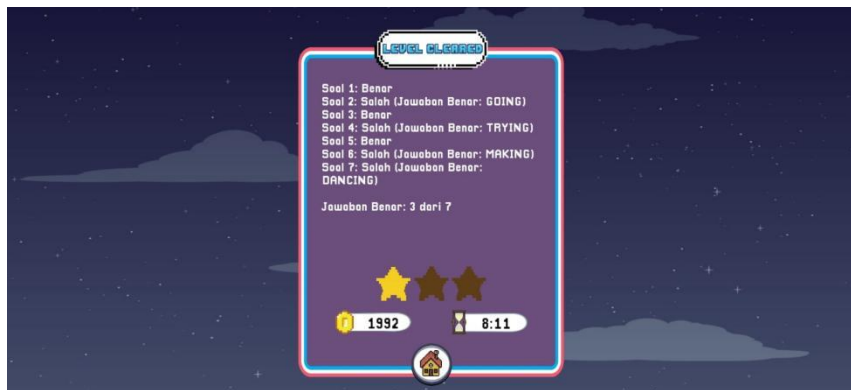 LEVEL CLEARED
Soal 1: Benar
Soal 2: Salah (Jawaban Benar: GOING)
Soal 3: Benar
Soal 4: Salah (Jawaban Benar: TRYING)
Soal 5: Benar
Soal 6: Salah (Jawaban Benar: MAKING)
Soal 7: Salah (Jawaban Benar:
DANCING)
Jawaban Benar: 3 dari 7
1992
8:11